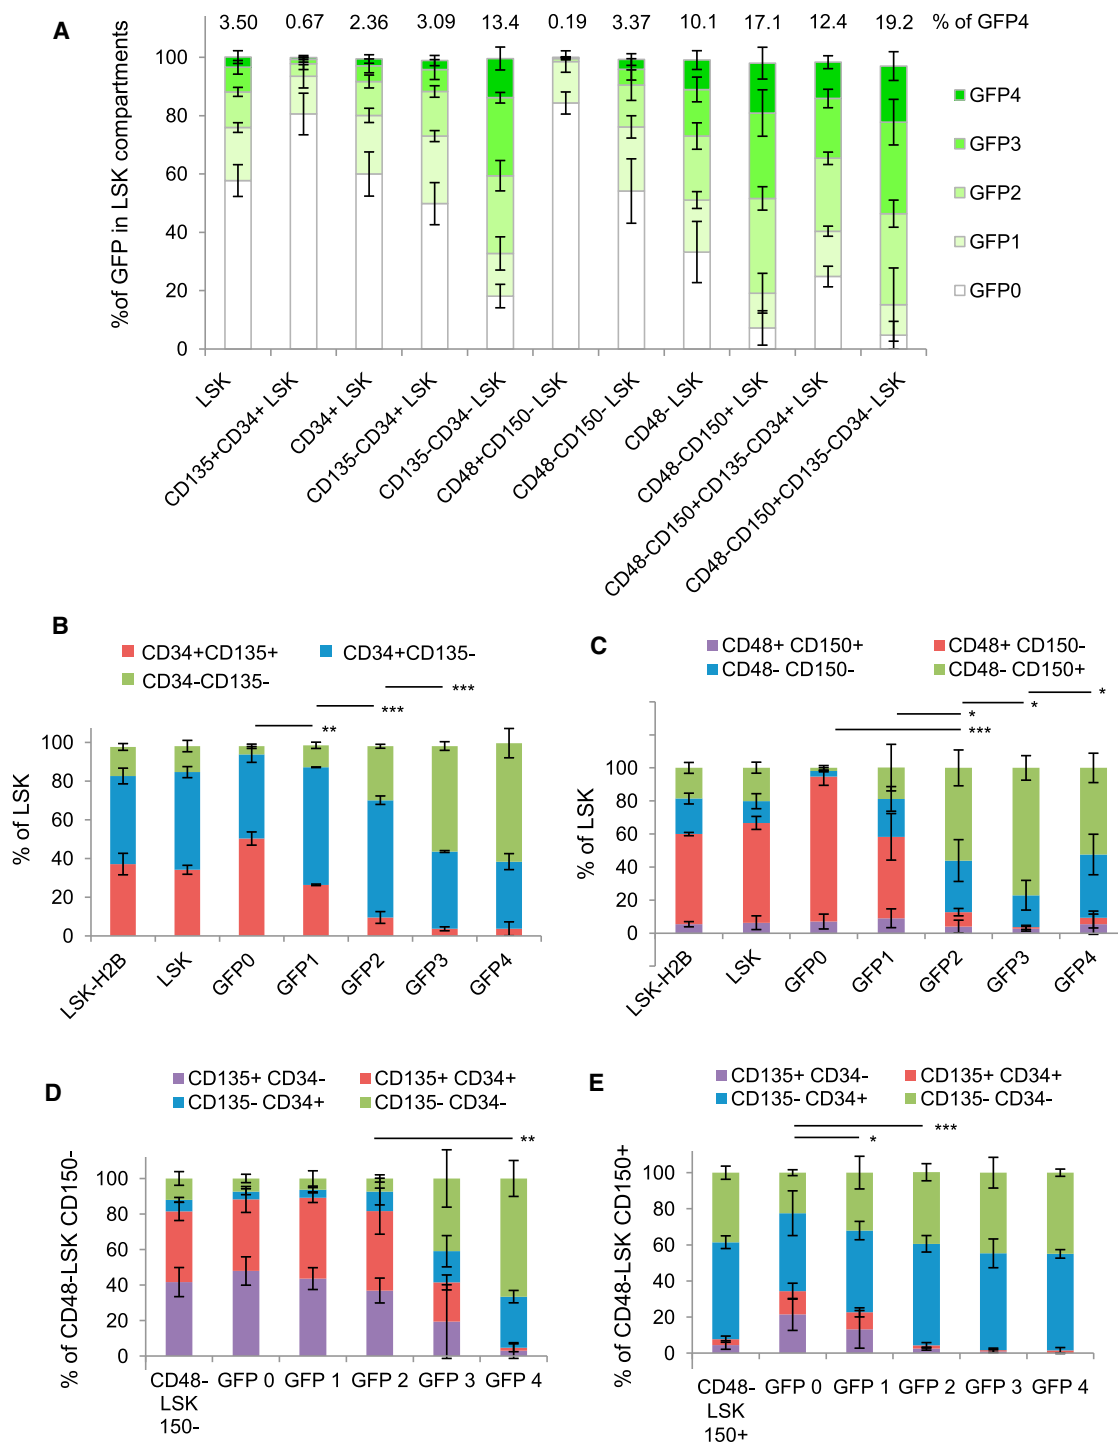 A
3.50 0.67 2.36 3.09 13.4 0.19 3.37 10.1 17.1 12.4 19.2 % of GFP4
%of GFP in LSK compartments
100
80
60
40
20
0
GFP4
GFP3
GFP2
GFP1
GFP0
LSK
CD135+CD34+ LSK
CD34+ LSK
CD135-CD34+ LSK
CD135-CD34- LSK
CD48+CD150- LSK
CD48-CD150- LSK
CD48- LSK
CD48-CD150+ LSK
CD48-CD150+CD135-CD34+ LSK
CD48-CD150+CD135-CD34- LSK
B
CD34+CD135+ CD34+CD135-
CD34-CD135-
***
***
**
% of LSK
100
80
60
40
20
0
LSK-H2B
LSK
GFP0
GFP1
GFP2
GFP3
GFP4
C
CD48+ CD150+ CD48+ CD150-
CD48- CD150- CD48- CD150+
*
*
*
***
% of LSK
100
80
60
40
20
0
LSK-H2B
LSK
GFP0
GFP1
GFP2
GFP3
GFP4
D
CD135+ CD34- CD135+ CD34+
CD135- CD34+ CD135- CD34-
**
% of CD48-LSK CD150-
100
80
60
40
20
0
CD48-
LSK
150-
GFP 0 GFP 1 GFP 2 GFP 3 GFP 4
E
CD135+ CD34- CD135+ CD34+
CD135- CD34+ CD135- CD34-
***
*
% of CD48-LSK CD150+
100
80
60
40
20
0
CD48-
LSK
150+
GFP 0 GFP 1 GFP 2 GFP 3 GFP 4